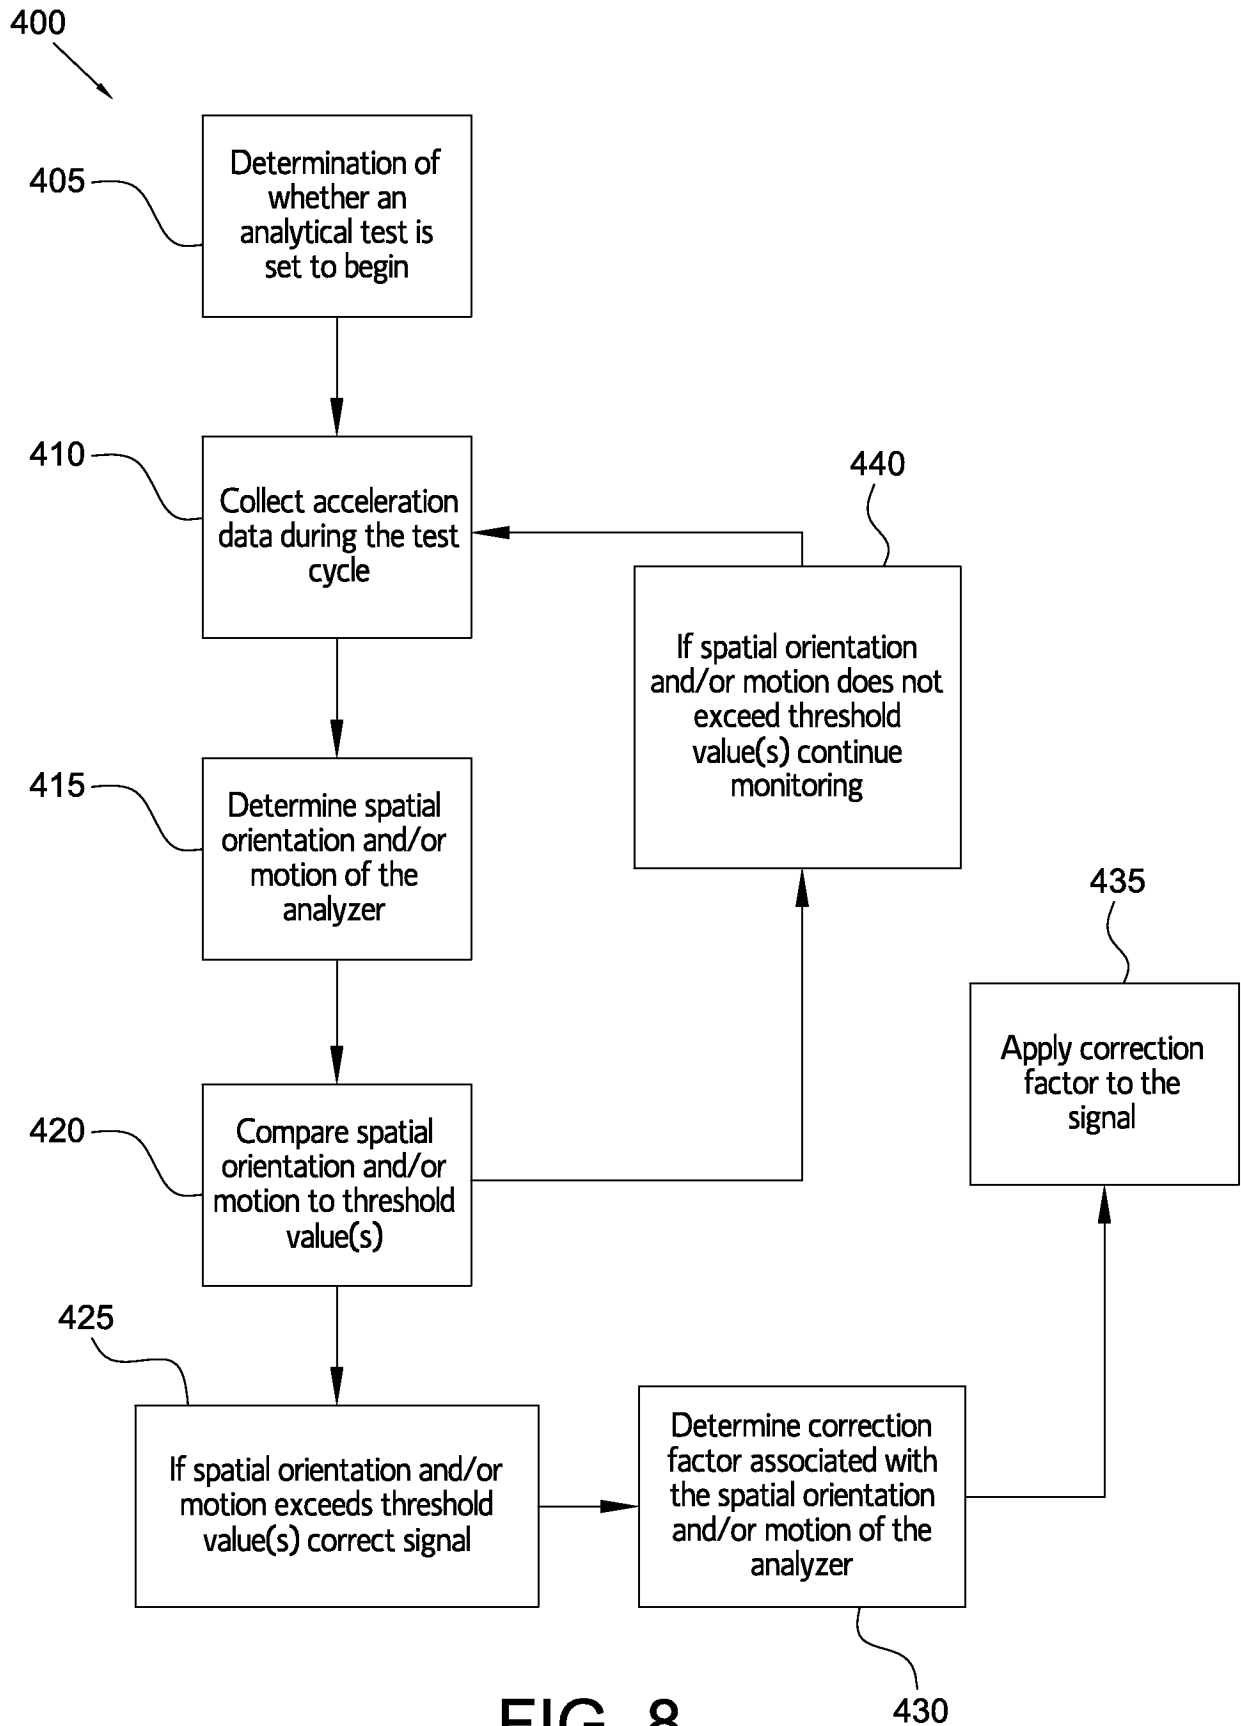 400
405
Determination of
whether an
analytical test is
set to begin
410
Collect acceleration
data during the test
cycle
440
If spatial orientation
and/or motion does not
exceed threshold
value(s) continue
monitoring
415
Determine spatial
orientation and/or
motion of the
analyzer
435
Apply correction
factor to the
signal
420
Compare spatial
orientation and/or
motion to threshold
value(s)
425
If spatial orientation and/or
motion exceeds threshold
value(s) correct signal
Determine correction
factor associated with
the spatial orientation
and/or motion of the
analyzer
430
FIG. 8